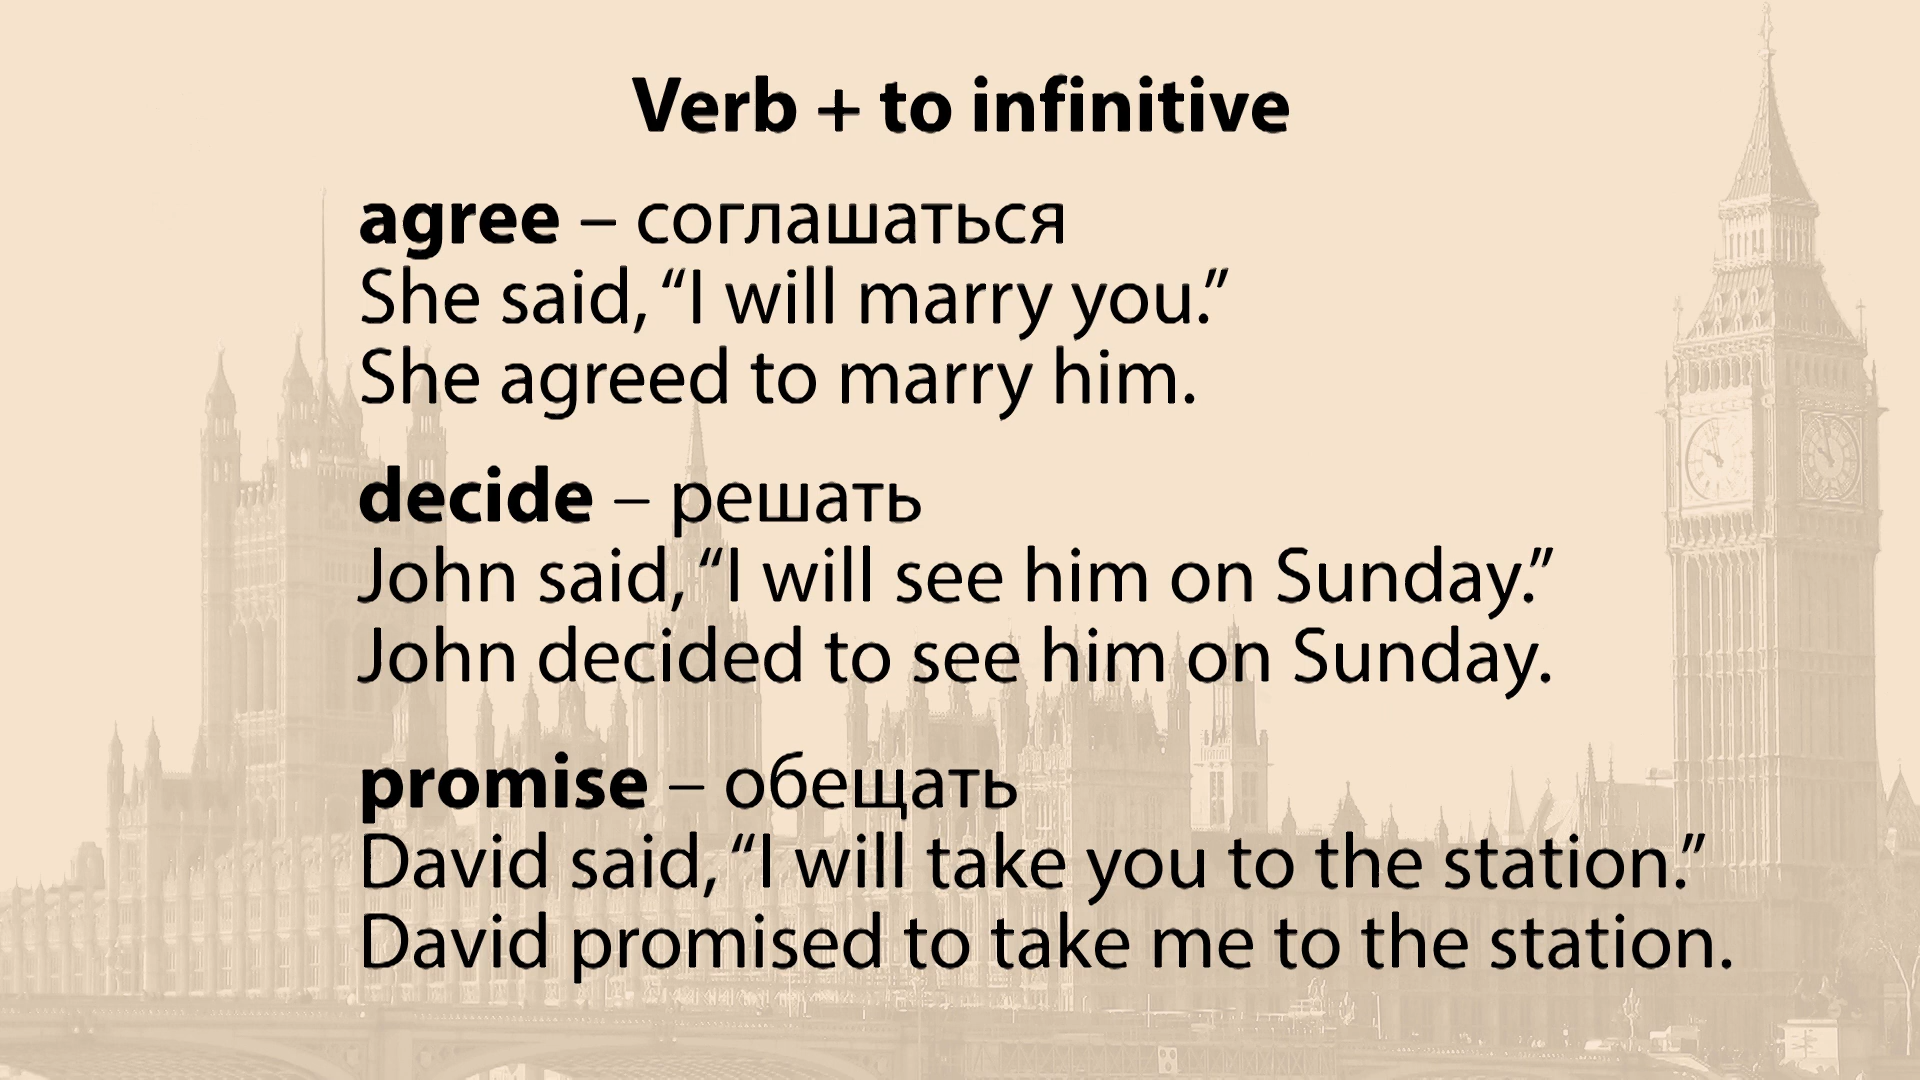 Verb + to infinitive
agree – соглашаться
She said, “I will marry you.”
She agreed to marry him.
decide – решать
John said, “I will see him on Sunday.”
John decided to see him on Sunday.
promise – обещать
David said, “I will take you to the station.”
David promised to take me to the station.